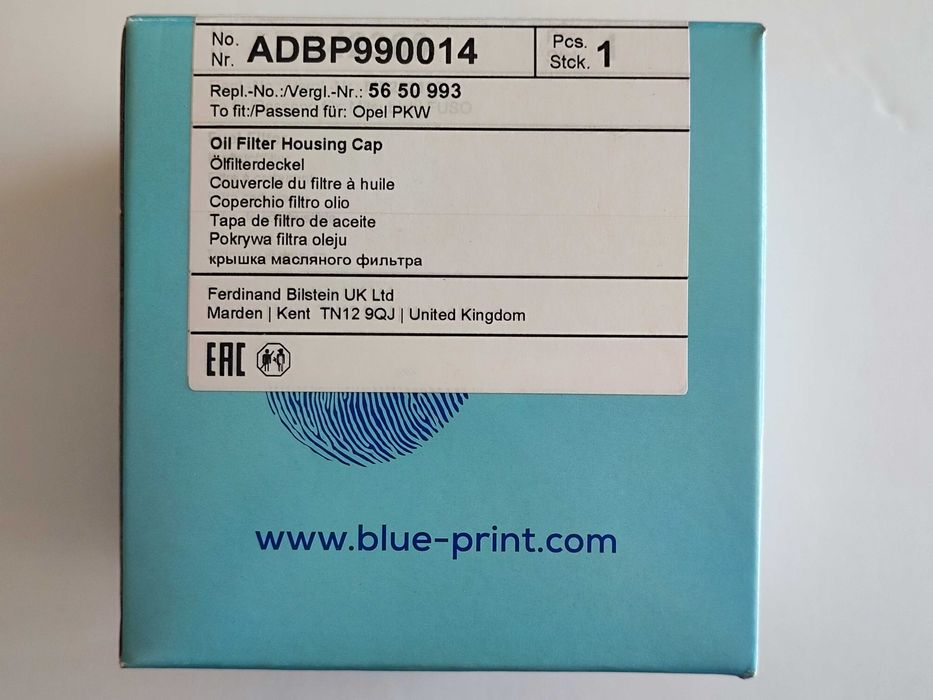 No.
Nr. ADBP990014
Pcs.
Stck. 1
Repl.-No.:/Vergl.-Nr.: 56 50 993
To fit:/Passend für: Opel PKW
Oil Filter Housing Cap
Ölfilterdeckel
Couvercle du filtre à huile
Coperchio filtro olio
Tapa de filtro de aceite
Pokrywa filtra oleju
крышка масляного фильтра
Ferdinand Bilstein UK Ltd
Marden | Kent TN12 9QJ | United Kingdom
EAC
www.blue-print.com